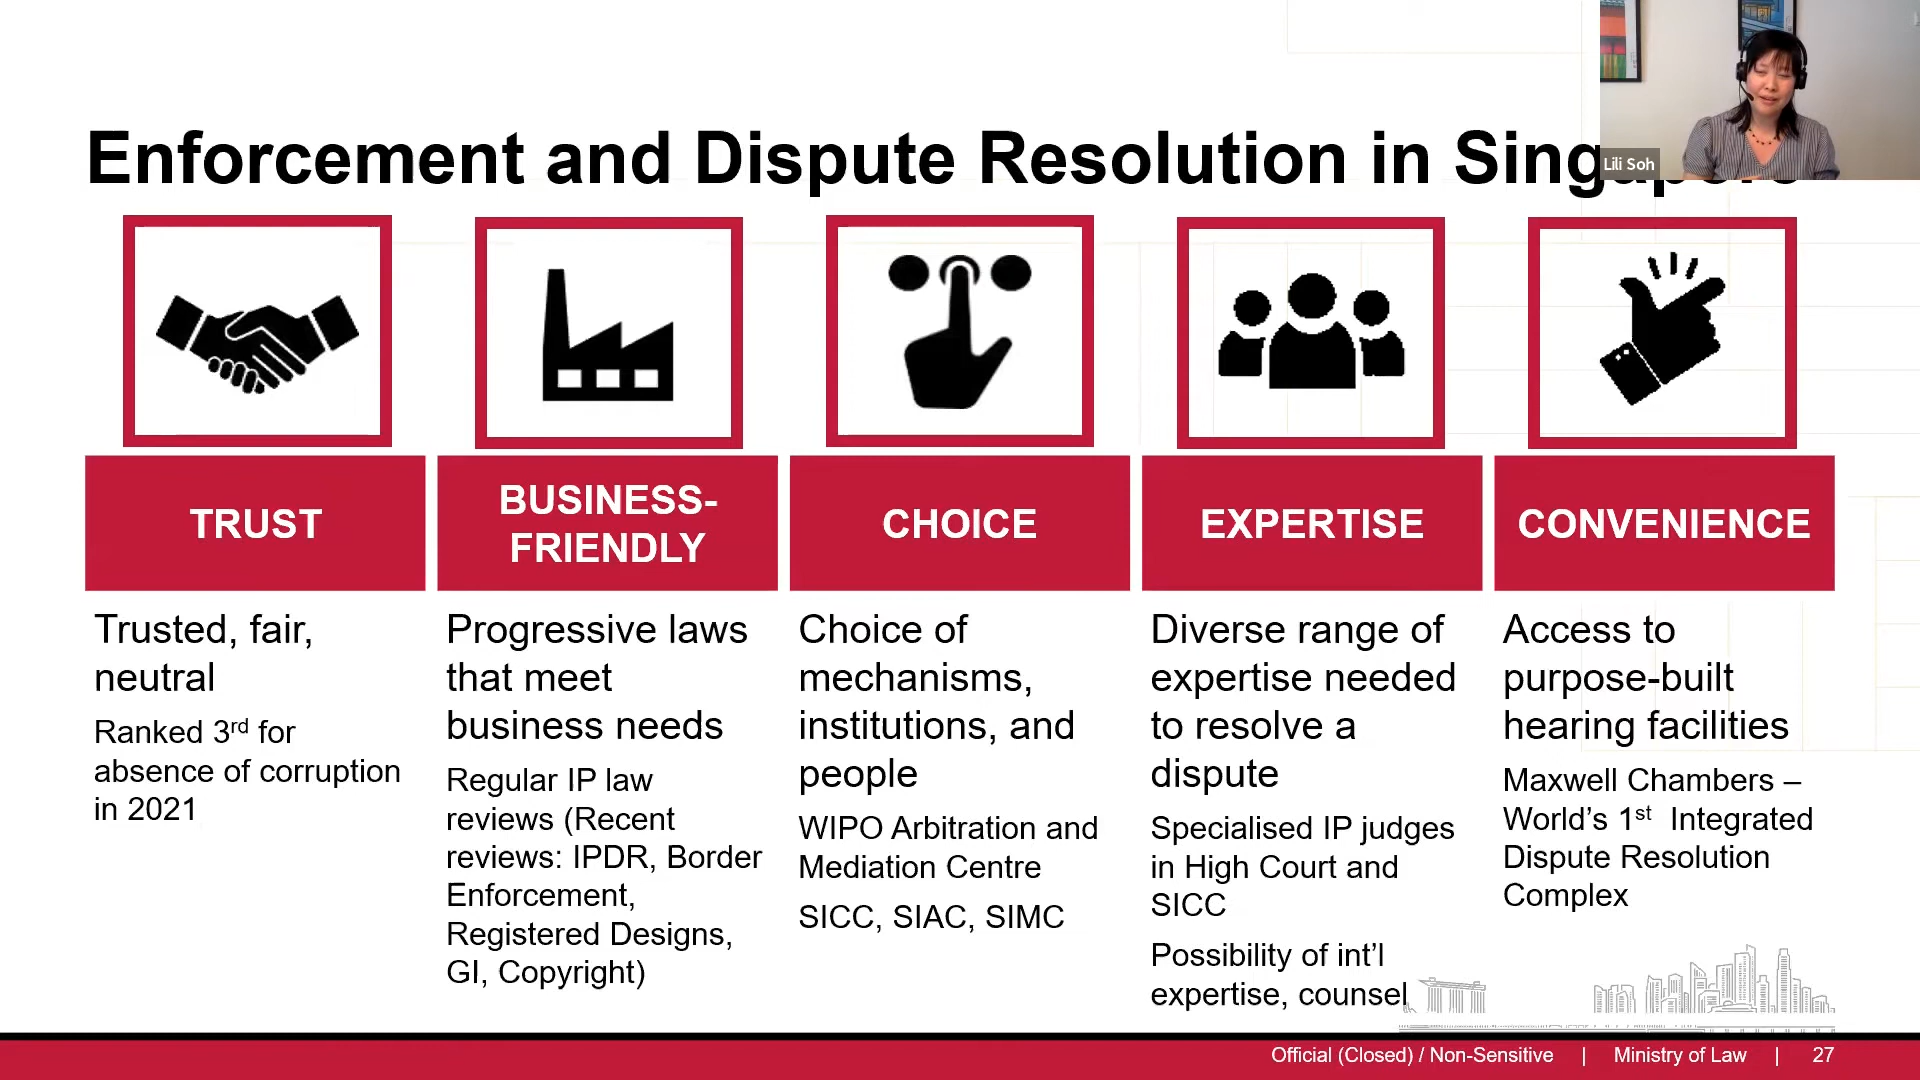 Enforcement and Dispute Resolution in
Lili Soh
TRUST
Trusted, fair,
neutral
Ranked 3rd for
absence of corruption
in 2021
BUSINESS-
FRIENDLY
Progressive laws
that meet
business needs
Regular IP law
reviews (Recent
reviews: IPDR, Border
Enforcement,
Registered Designs,
GI, Copyright)
CHOICE
Choice of
mechanisms,
institutions, and
people
WIPO Arbitration and
Mediation Centre
SICC, SIAC, SIMC
EXPERTISE
Diverse range of
expertise needed
to resolve a
dispute
Specialised IP judges
in High Court and
SICC
Possibility of int’l
expertise, counsel
CONVENIENCE
Access to
purpose-built
hearing facilities
Maxwell Chambers –
World’s 1st Integrated
Dispute Resolution
Complex
Official (Closed) / Non-Sensitive | Ministry of Law | 27